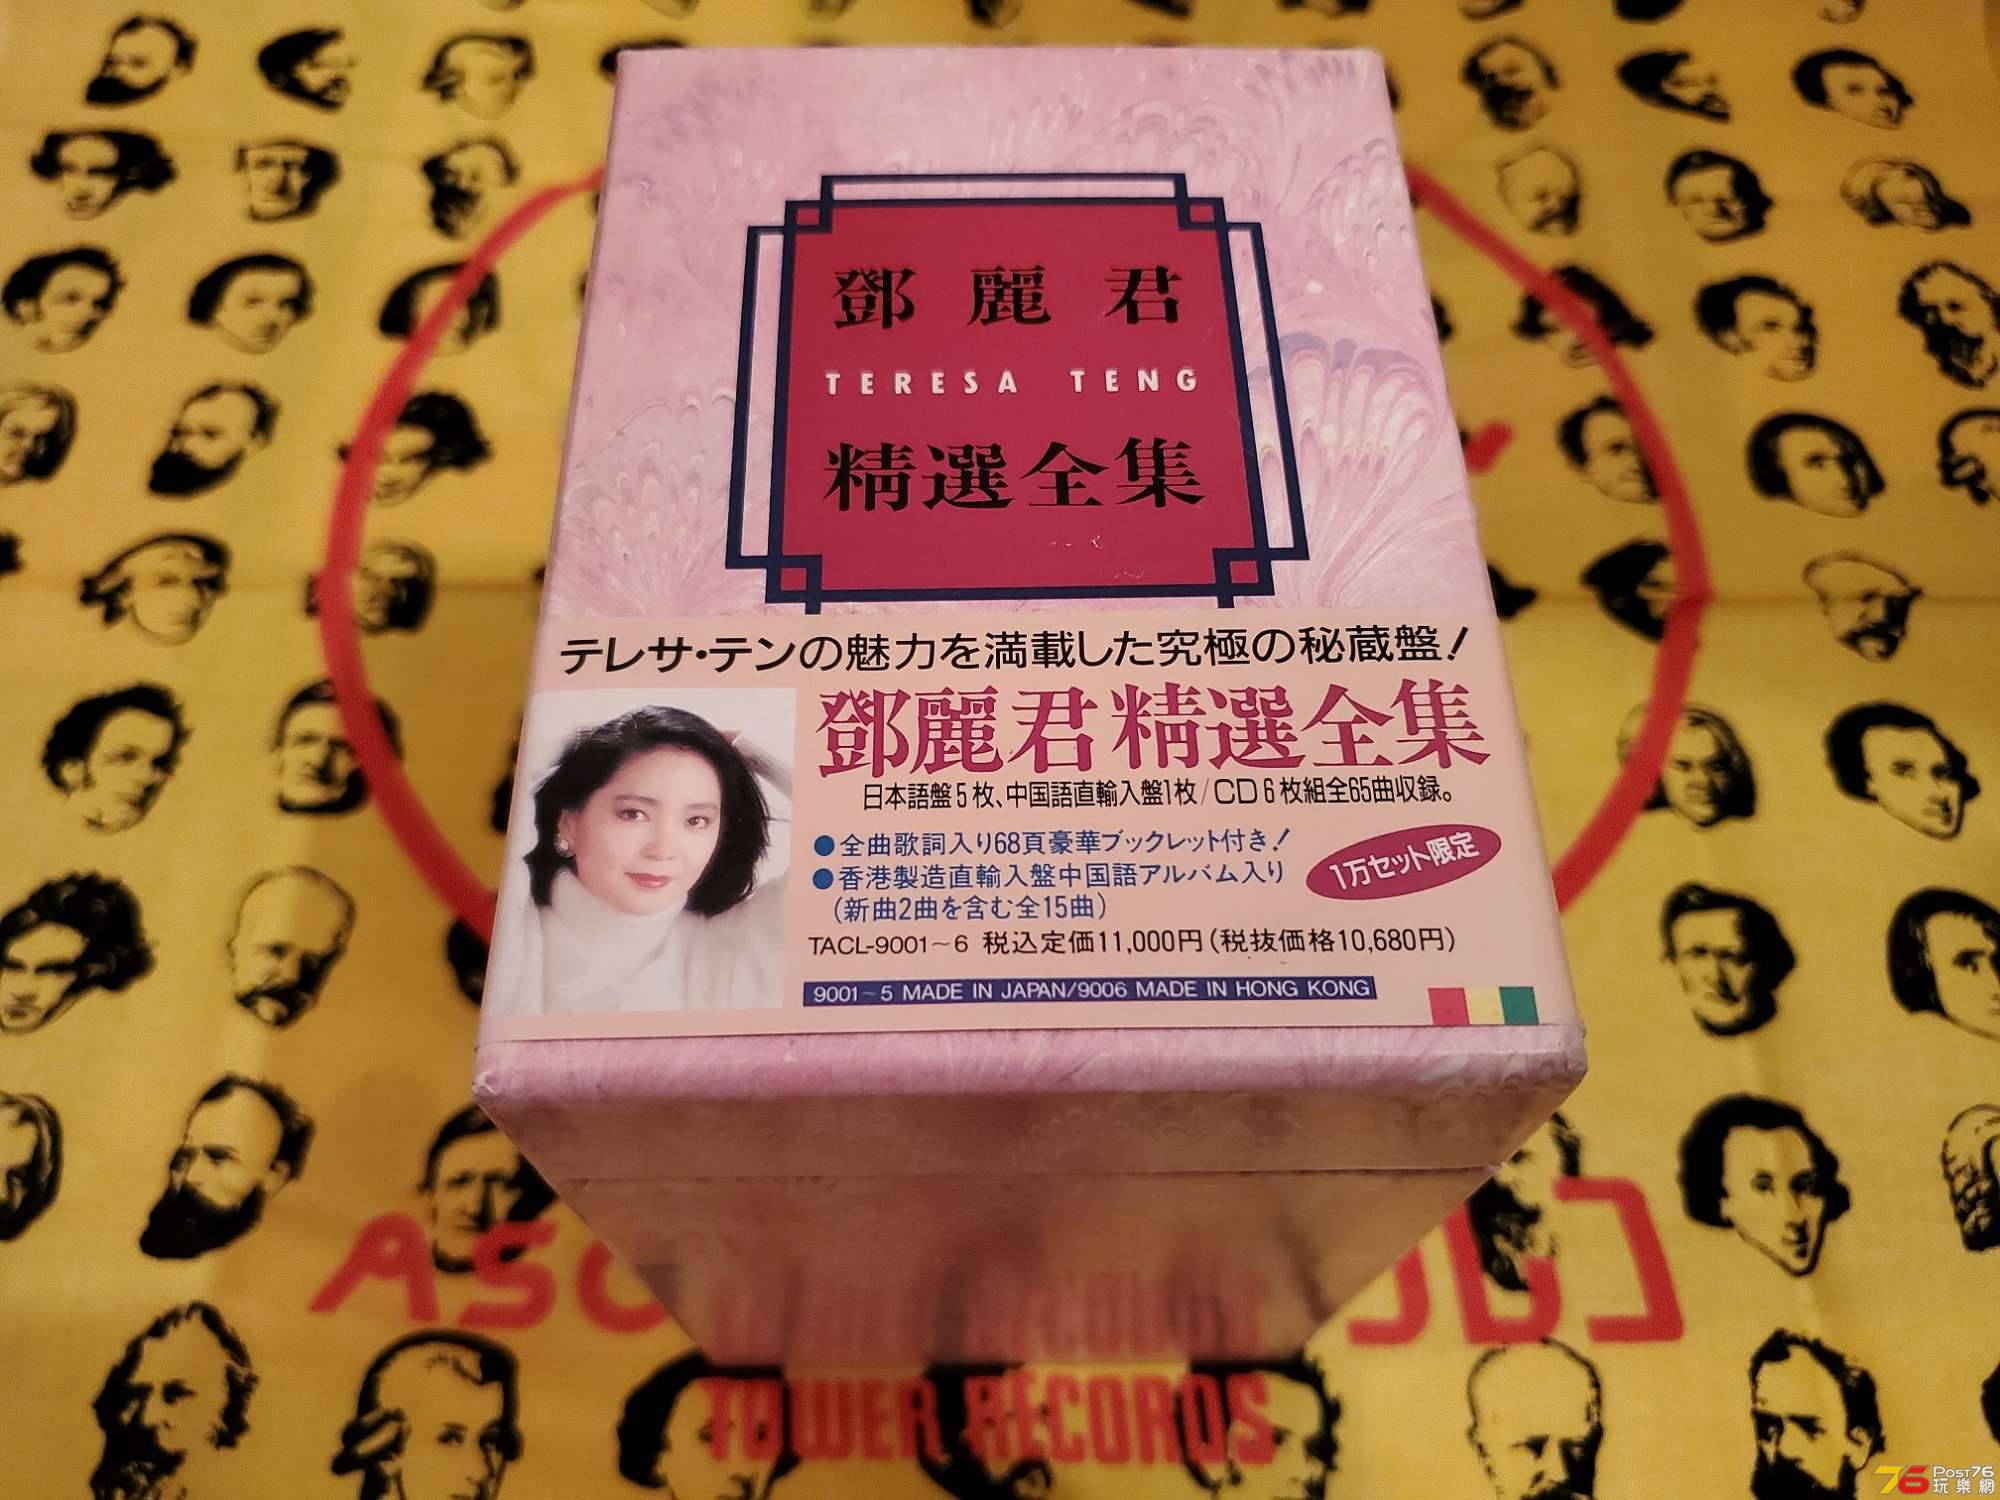 鄧麗君
TERESA TENG
精選全集
テレサ・テンの魅力を満載した究極の秘蔵盤!
鄧麗君精選全集
日本語盤5枚、中国語直輸入盤1枚/CD6枚組全65曲収録。
●全曲歌詞入り68頁豪華ブックレット付き!
●香港製造直輸入盤中国語アルバム入り
(新曲2曲を含む全15曲)
1万セット限定
TACL-9001~6 税込定価11,000円(税抜価格10,680円)
9001~5 MADE IN JAPAN/9006 MADE IN HONG KONG
TOWER RECORDS
76 POST76
玩樂網